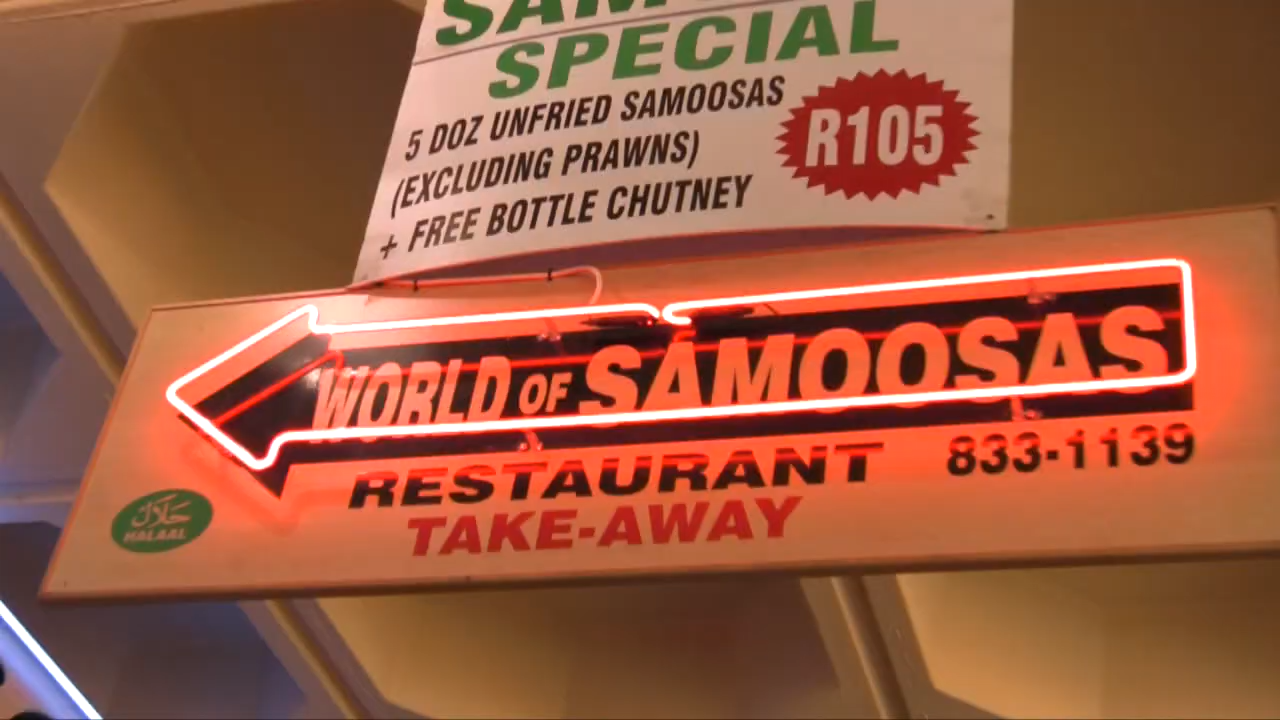 SPECIAL
5 DOZ UNFRIED SAMOOSAS
(EXCLUDING PRAWNS)
+ FREE BOTTLE CHUTNEY
R105
WORLD OF SAMOOSAS
RESTAURANT
833-1139
TAKE-AWAY
حلال
HALAAL